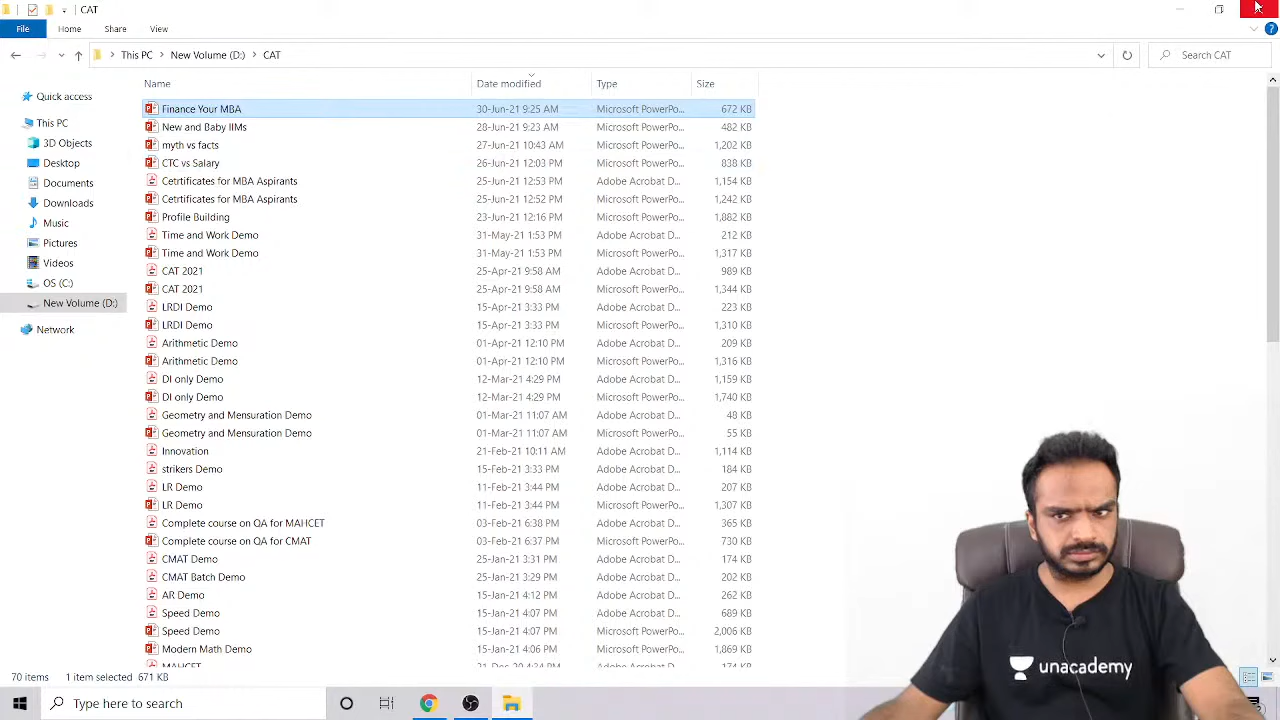 CAT
File Home Share View
This PC New Volume (D:) CAT
Search CAT
Name Date modified Type Size
Quick access
This PC
3D Objects
Desktop
Documents
Downloads
Music
Pictures
Videos
OS (C:)
New Volume (D:)
Network
Finance Your MBA 30-Jun-21 9:25 AM Microsoft PowerPo... 672 KB
New and Baby IIMs 28-Jun-21 9:23 AM Microsoft PowerPo... 482 KB
myth vs facts 27-Jun-21 10:43 AM Microsoft PowerPo... 1,202 KB
CTC vs Salary 26-Jun-21 12:03 PM Microsoft PowerPo... 838 KB
Cetrtificates for MBA Aspirants 25-Jun-21 12:53 PM Adobe Acrobat D... 1,154 KB
Cetrtificates for MBA Aspirants 25-Jun-21 12:52 PM Microsoft PowerPo... 1,242 KB
Profile Building 23-Jun-21 12:16 PM Microsoft PowerPo... 1,882 KB
Time and Work Demo 31-May-21 1:53 PM Adobe Acrobat D... 212 KB
Time and Work Demo 31-May-21 1:53 PM Microsoft PowerPo... 1,317 KB
CAT 2021 25-Apr-21 9:58 AM Adobe Acrobat D... 989 KB
CAT 2021 25-Apr-21 9:58 AM Microsoft PowerPo... 1,344 KB
LRDI Demo 15-Apr-21 3:33 PM Adobe Acrobat D... 223 KB
LRDI Demo 15-Apr-21 3:33 PM Microsoft PowerPo... 1,310 KB
Arithmetic Demo 01-Apr-21 12:10 PM Adobe Acrobat D... 209 KB
Arithmetic Demo 01-Apr-21 12:10 PM Microsoft PowerPo... 1,316 KB
DI only Demo 12-Mar-21 4:29 PM Adobe Acrobat D... 1,159 KB
DI only Demo 12-Mar-21 4:29 PM Microsoft PowerPo... 1,740 KB
Geometry and Mensuration Demo 01-Mar-21 11:07 AM Adobe Acrobat D... 48 KB
Geometry and Mensuration Demo 01-Mar-21 11:07 AM Microsoft PowerPo... 55 KB
Innovation 21-Feb-21 10:11 AM Adobe Acrobat D... 1,114 KB
strikers Demo 15-Feb-21 3:33 PM Adobe Acrobat D... 184 KB
LR Demo 11-Feb-21 3:44 PM Adobe Acrobat D... 207 KB
LR Demo 11-Feb-21 3:44 PM Microsoft PowerPo... 1,307 KB
Complete course on QA for MAHCET 03-Feb-21 6:38 PM Adobe Acrobat D... 365 KB
Complete course on QA for CMAT 03-Feb-21 6:37 PM Microsoft PowerPo... 730 KB
CMAT Demo 25-Jan-21 3:31 PM Adobe Acrobat D... 174 KB
CMAT Batch Demo 25-Jan-21 3:29 PM Adobe Acrobat D... 202 KB
AR Demo 15-Jan-21 4:12 PM Adobe Acrobat D... 262 KB
Speed Demo 15-Jan-21 4:07 PM Adobe Acrobat D... 689 KB
Speed Demo 15-Jan-21 4:07 PM Microsoft PowerPo... 2,006 KB
Modern Math Demo 15-Jan-21 4:06 PM Microsoft PowerPo... 1,869 KB
MAHCET 21-Dec-20 4:34 PM Adobe Acrobat D... 174 KB
unacademy
70 items 1 item selected 671 KB
Type here to search